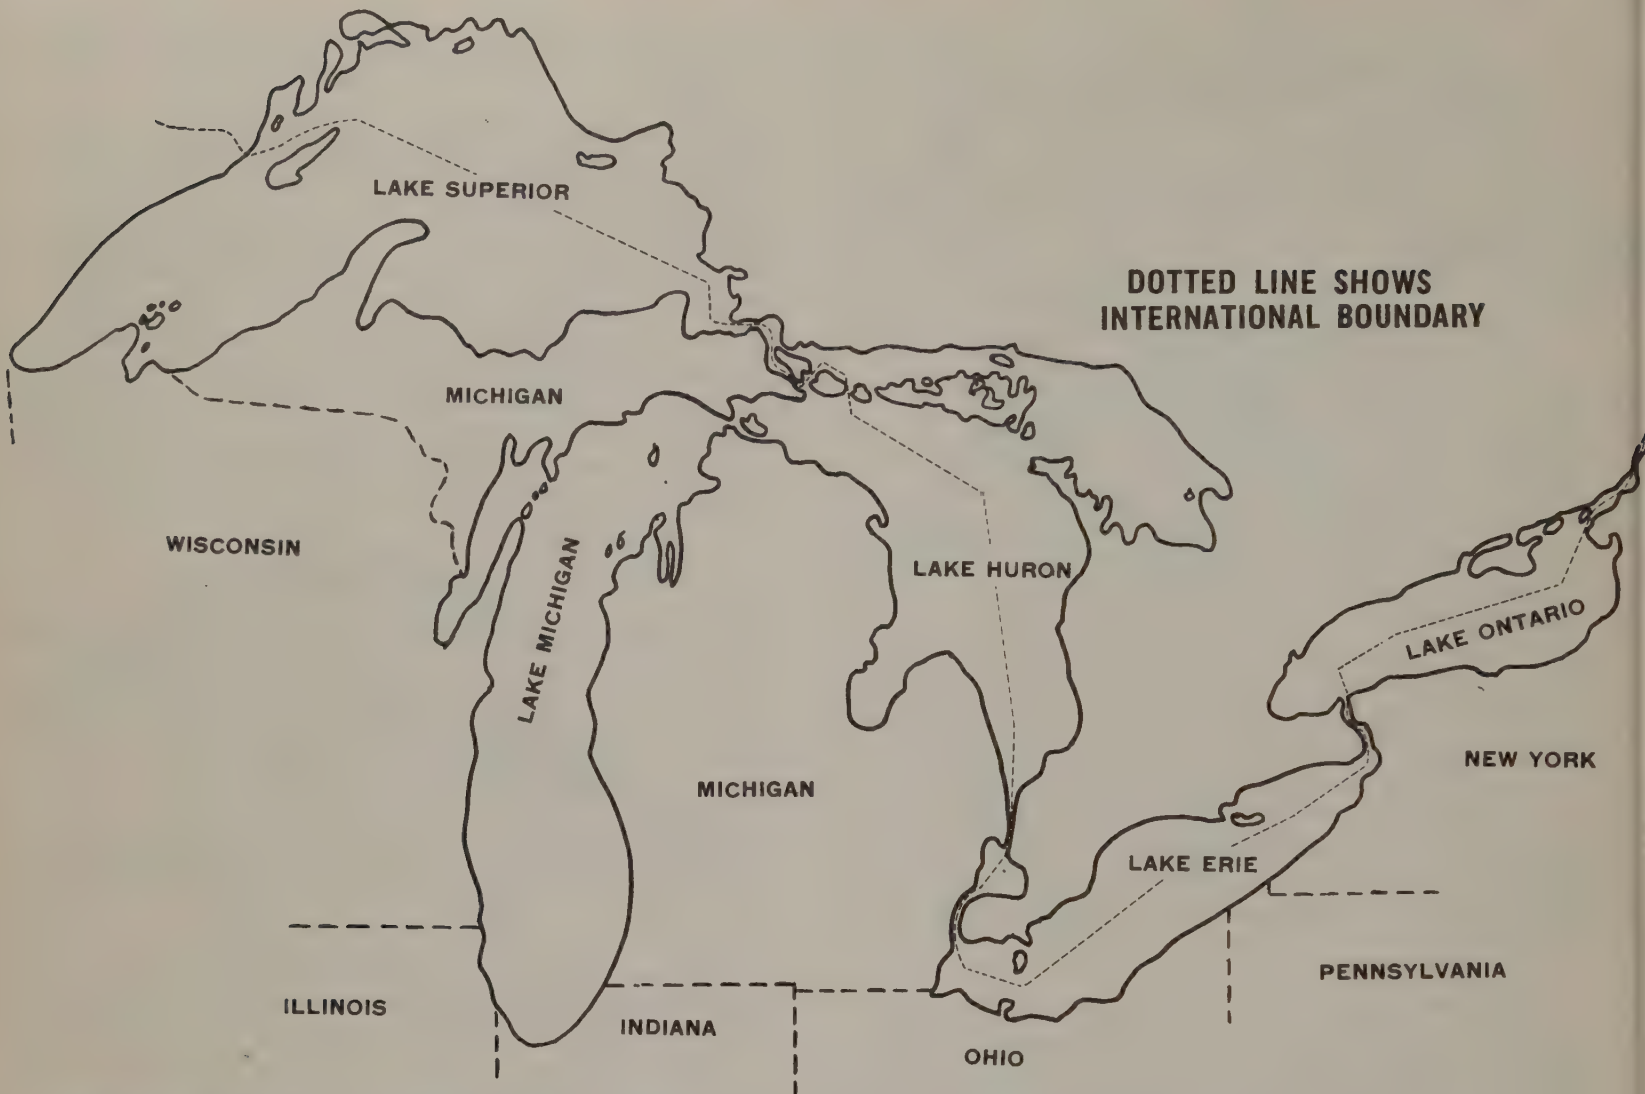 LAKE SUPERIOR
DOTTED LINE SHOWS
INTERNATIONAL BOUNDARY
MICHIGAN
WISCONSIN
LAKE MICHIGAN
LAKE HURON
LAKE ONTARIO
NEW YORK
MICHIGAN
LAKE ERIE
PENNSYLVANIA
ILLINOIS
INDIANA
OHIO